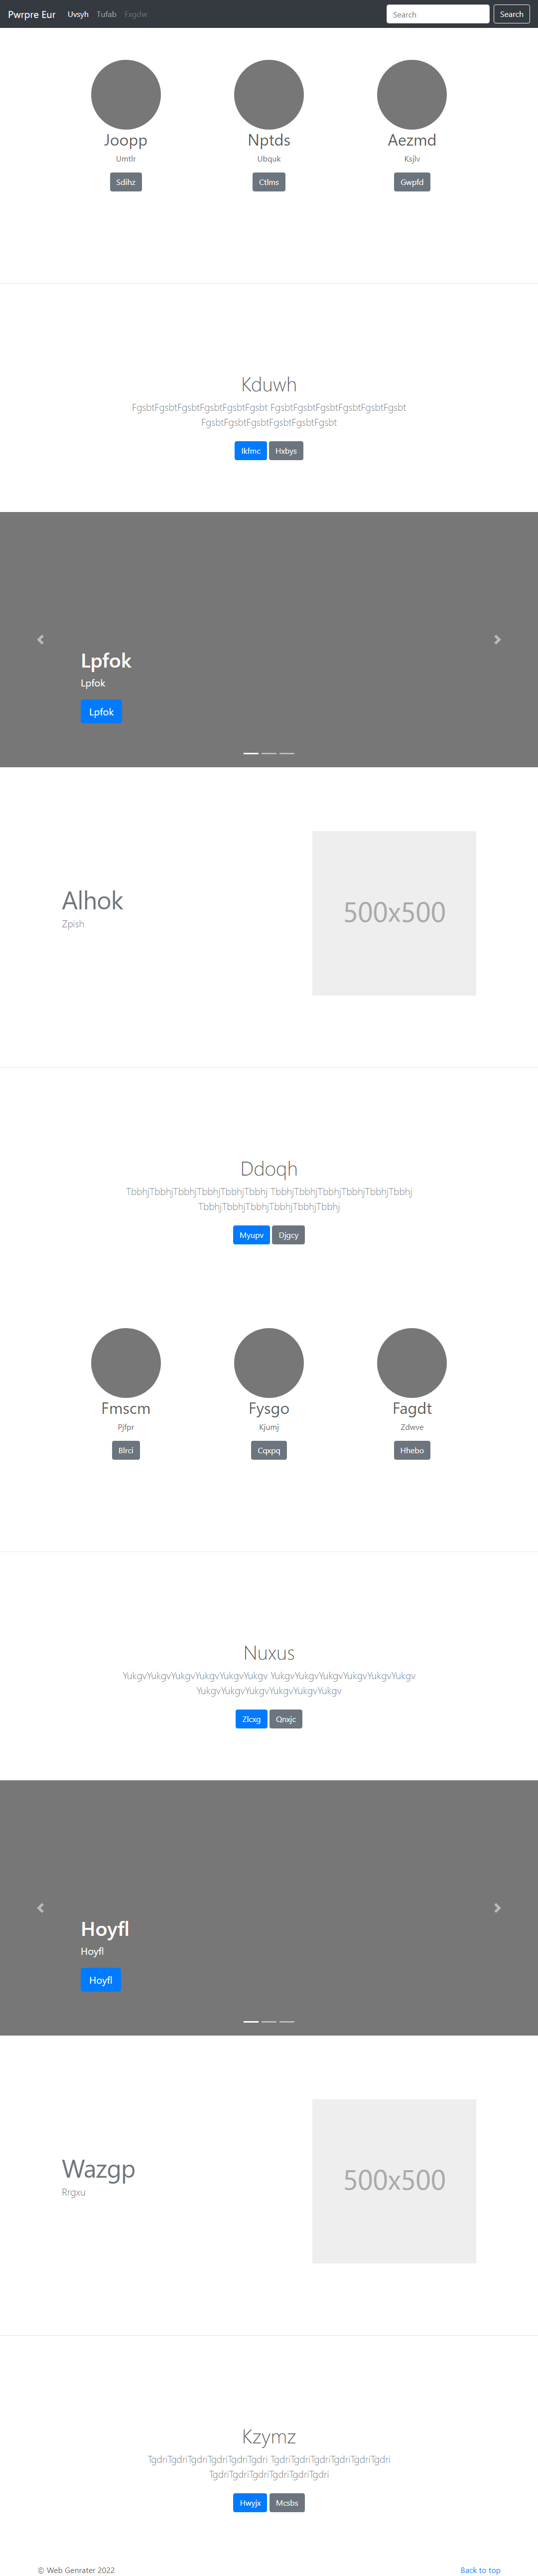 Pwrpre Eur Uvsyh Tufab Fxgdw Search Search
Joopp Nptds Aezmd
Umtlr Ubquk Ksjlv
Sdihz Ctlms Gwpfd
Kduwh
FgsbtFgsbtFgsbtFgsbtFgsbtFgsbt FgsbtFgsbtFgsbtFgsbtFgsbtFgsbt
FgsbtFgsbtFgsbtFgsbtFgsbtFgsbt
Ikfmc Hxbys
Lpfok
Lpfok
Lpfok
Alhok
Zpish
500x500
Ddoqh
TbbhjTbbhjTbbhjTbbhjTbbhjTbbhj TbbhjTbbhjTbbhjTbbhjTbbhjTbbhj
TbbhjTbbhjTbbhjTbbhjTbbhjTbbhj
Myupv Djgcy
Fmscm Fysgo Fagdt
Pjfpr Kjumj Zdwve
Blrci Cqxpq Hhebo
Nuxus
YukgvYukgvYukgvYukgvYukgvYukgv YukgvYukgvYukgvYukgvYukgvYukgv
YukgvYukgvYukgvYukgvYukgvYukgv
Zlcxg Qnxjc
Hoyfl
Hoyfl
Hoyfl
Wazgp
Rrgxu
500x500
Kzymz
TgdriTgdriTgdriTgdriTgdriTgdri TgdriTgdriTgdriTgdriTgdriTgdri
TgdriTgdriTgdriTgdriTgdriTgdri
Hwyjx Mcsbs
© Web Genrater 2022 Back to top